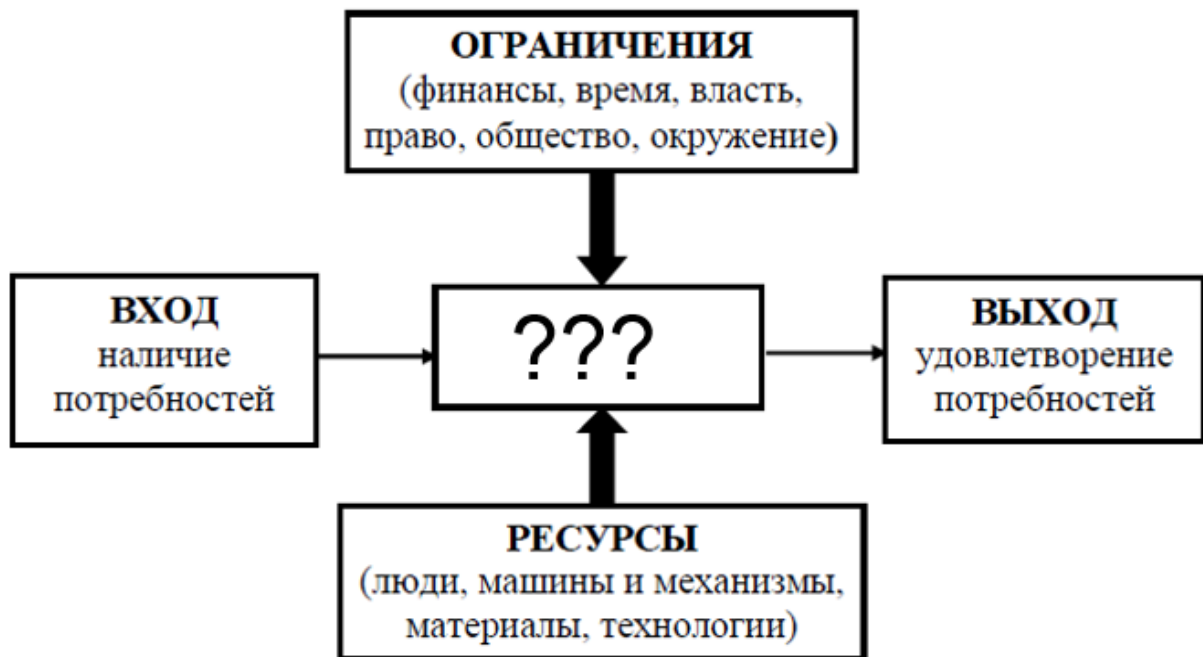 ОГРАНИЧЕНИЯ
(финансы, время, власть,
право, общество, окружение)
ВХОД
наличие
потребностей
???
ВЫХОД
удовлетворение
потребностей
РЕСУРСЫ
(люди, машины и механизмы,
материалы, технологии)